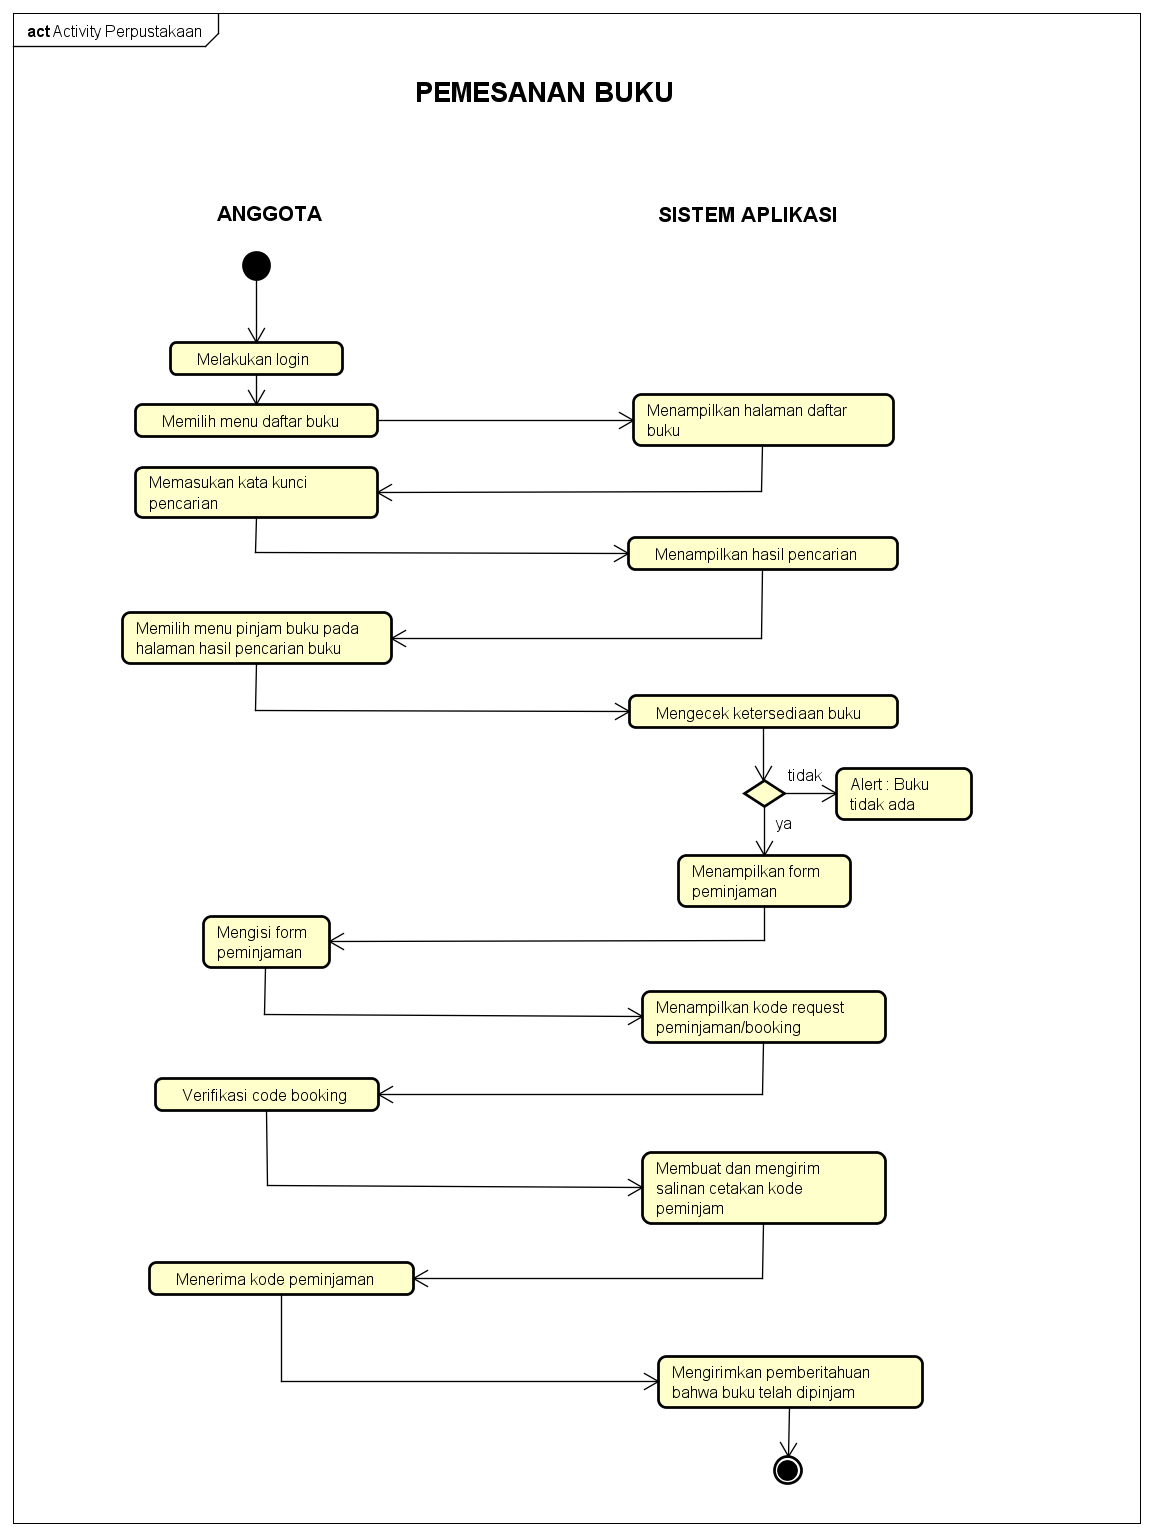 act Activity Perpustakaan
PEMESANAN BUKU
ANGGOTA
SISTEM APLIKASI
Melakukan login
Memilih menu daftar buku
Menampilkan halaman daftar
buku
Memasukan kata kunci
pencarian
Menampilkan hasil pencarian
Memilih menu pinjam buku pada
halaman hasil pencarian buku
Mengecek ketersediaan buku
tidak
Alert : Buku
tidak ada
ya
Menampilkan form
peminjaman
Mengisi form
peminjaman
Menampilkan kode request
peminjaman/booking
Verifikasi code booking
Membuat dan mengirim
salinan cetakan kode
peminjam
Menerima kode peminjaman
Mengirimkan pemberitahuan
bahwa buku telah dipinjam